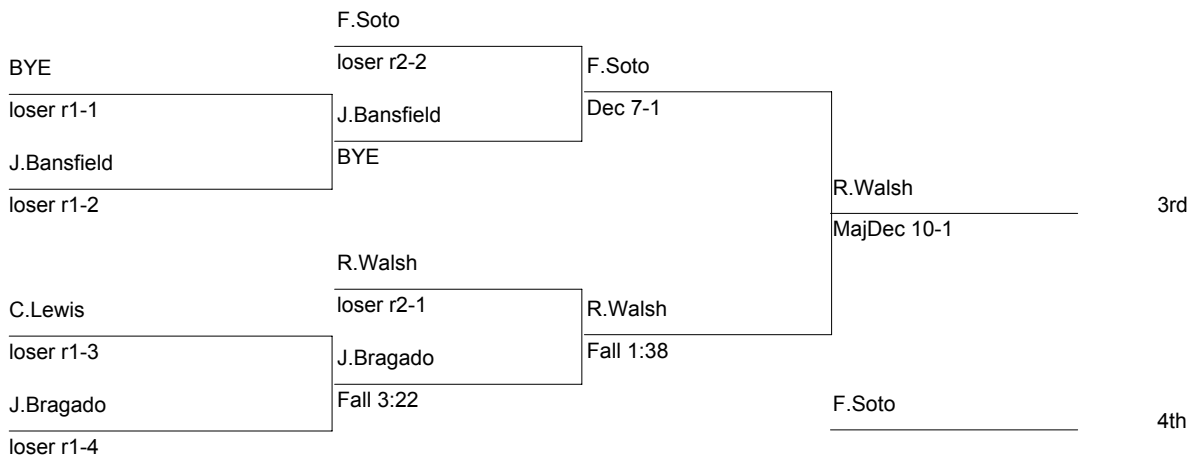 F.Soto
loser r2-2
BYE
F.Soto
loser r1-1
J.Bansfield
Dec 7-1
J.Bansfield
BYE
loser r1-2
R.Walsh
3rd
MajDec 10-1
R.Walsh
C.Lewis
loser r2-1
R.Walsh
loser r1-3
J.Bragado
Fall 1:38
J.Bragado
Fall 3:22
F.Soto
4th
loser r1-4